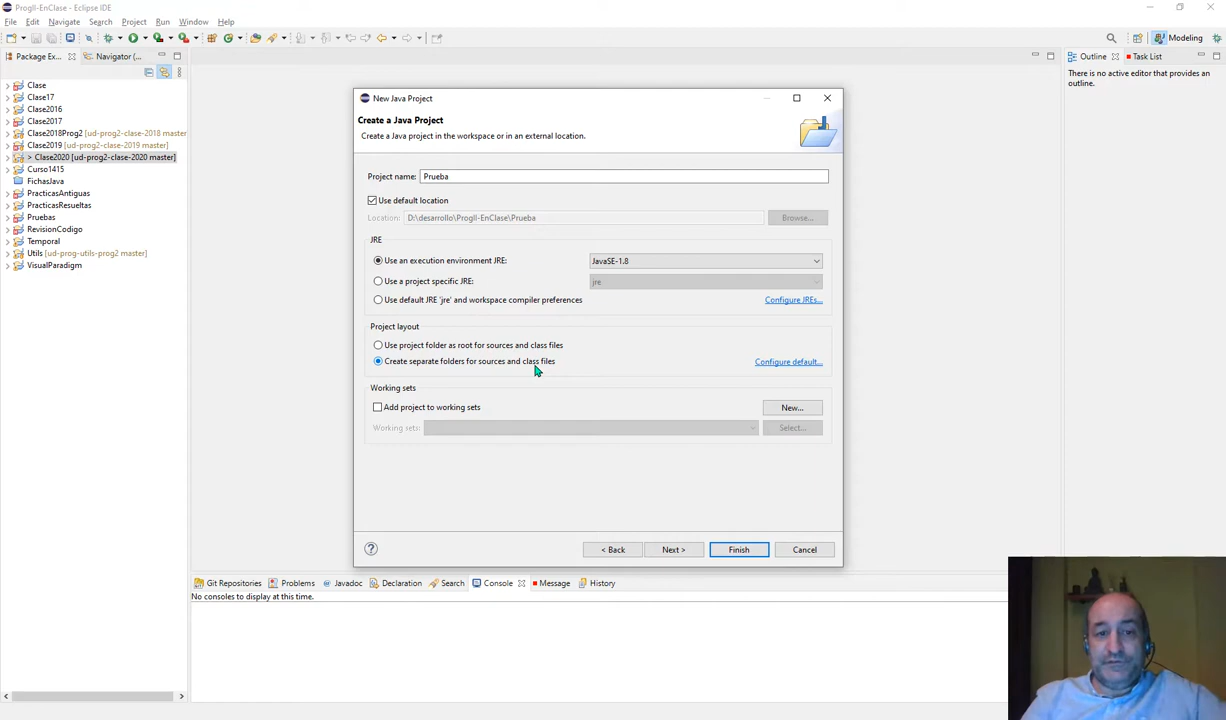 ProgII-EnClase - Eclipse IDE
File Edit Navigate Search Project Run Window Help
Modeling
Package Ex...
Navigator (...
Clase
Clase17
Clase2016
Clase2017
Clase2018Prog2 [ud-prog2-clase-2018 master]
Clase2019 [ud-prog2-clase-2019 master]
> Clase2020 [ud-prog2-clase-2020 master]
Curso1415
FichasJava
PracticasAntiguas
PracticasResueltas
Pruebas
RevisionCodigo
Temporal
Utils [ud-prog-utils-prog2 master]
VisualParadigm
New Java Project
Create a Java Project
Create a Java project in the workspace or in an external location.
Project name: Prueba
Use default location
Location: D:\desarrollo\ProgII-EnClase\Prueba Browse...
JRE
Use an execution environment JRE: JavaSE-1.8
Use a project specific JRE: jre
Use default JRE 'jre' and workspace compiler preferences Configure JREs...
Project layout
Use project folder as root for sources and class files
Create separate folders for sources and class files Configure default...
Working sets
Add project to working sets New...
Working sets: Select...
? < Back Next > Finish Cancel
Outline Task List
There is no active editor that provides an
outline.
Git Repositories Problems Javadoc Declaration Search Console Message History
No consoles to display at this time.